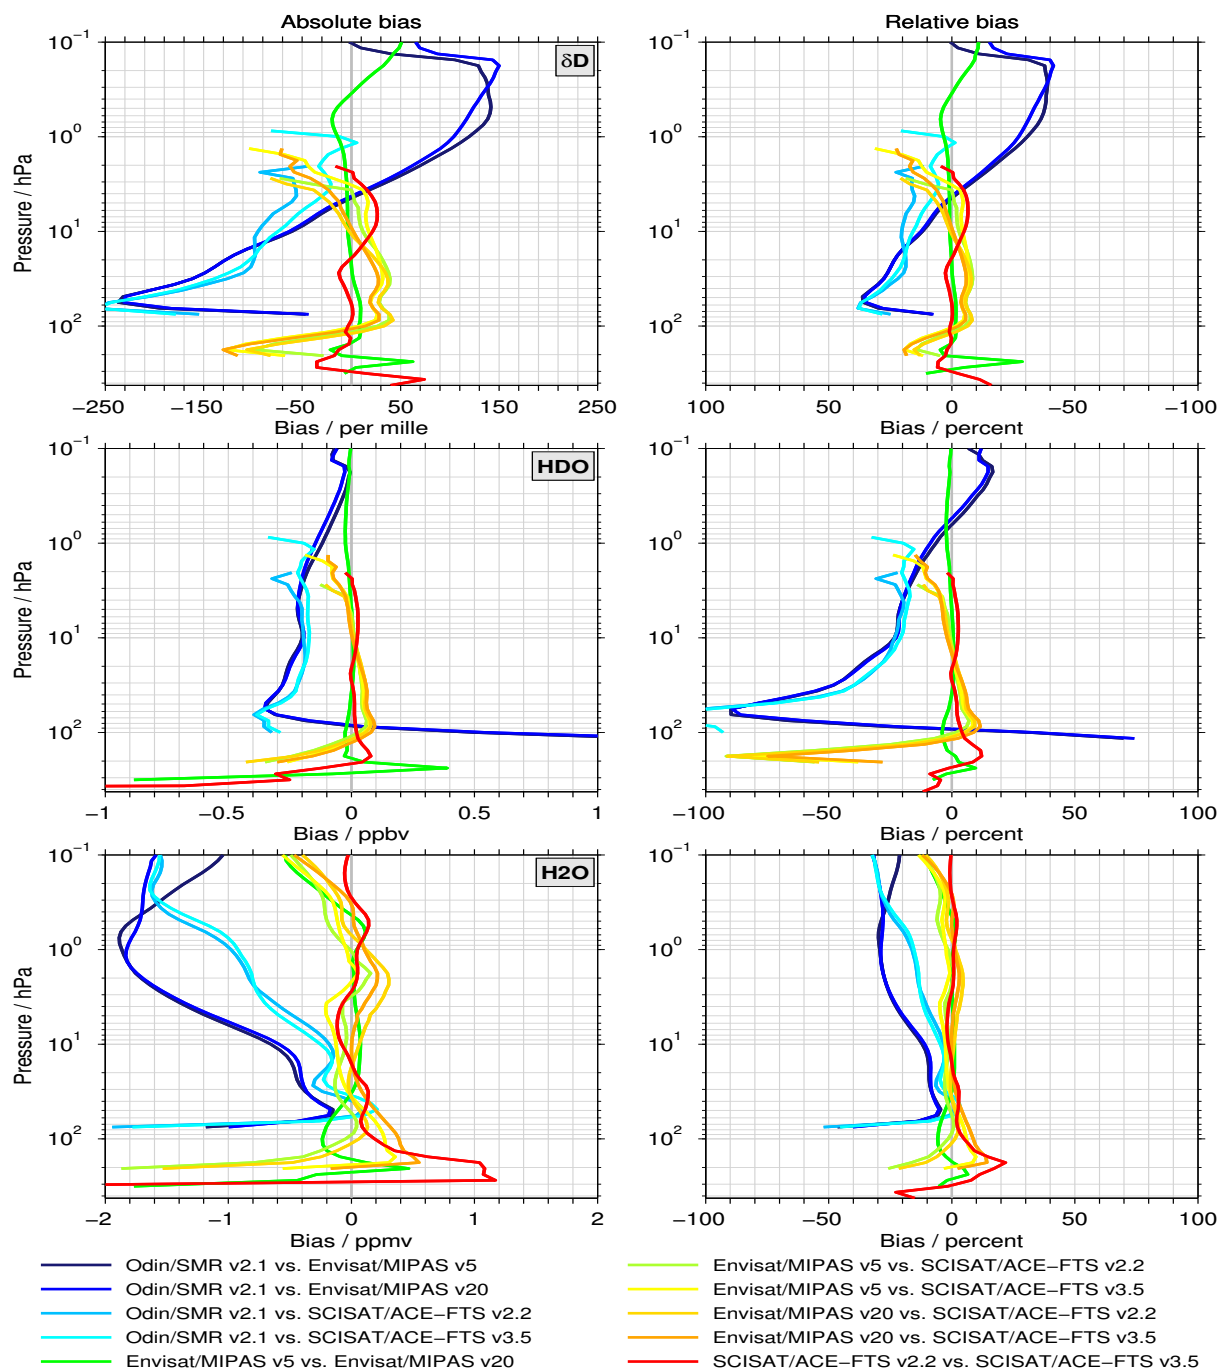 Absolute bias
Relative bias
10⁻¹
10⁰
10¹
10²
Pressure / hPa
δD
−250 −150 −50 50 150 250
Bias / per mille
10⁻¹
10⁰
10¹
10²
100 50 0 −50 −100
Bias / percent
10⁻¹
10⁰
10¹
10²
Pressure / hPa
HDO
−1 −0.5 0 0.5 1
Bias / ppbv
10⁻¹
10⁰
10¹
10²
−100 −50 0 50 100
Bias / percent
10⁻¹
10⁰
10¹
10²
Pressure / hPa
H2O
−2 −1 0 1 2
Bias / ppmv
10⁻¹
10⁰
10¹
10²
−100 −50 0 50 100
Bias / percent
Odin/SMR v2.1 vs. Envisat/MIPAS v5
Odin/SMR v2.1 vs. Envisat/MIPAS v20
Odin/SMR v2.1 vs. SCISAT/ACE−FTS v2.2
Odin/SMR v2.1 vs. SCISAT/ACE−FTS v3.5
Envisat/MIPAS v5 vs. Envisat/MIPAS v20
Envisat/MIPAS v5 vs. SCISAT/ACE−FTS v2.2
Envisat/MIPAS v5 vs. SCISAT/ACE−FTS v3.5
Envisat/MIPAS v20 vs. SCISAT/ACE−FTS v2.2
Envisat/MIPAS v20 vs. SCISAT/ACE−FTS v3.5
SCISAT/ACE−FTS v2.2 vs. SCISAT/ACE−FTS v3.5